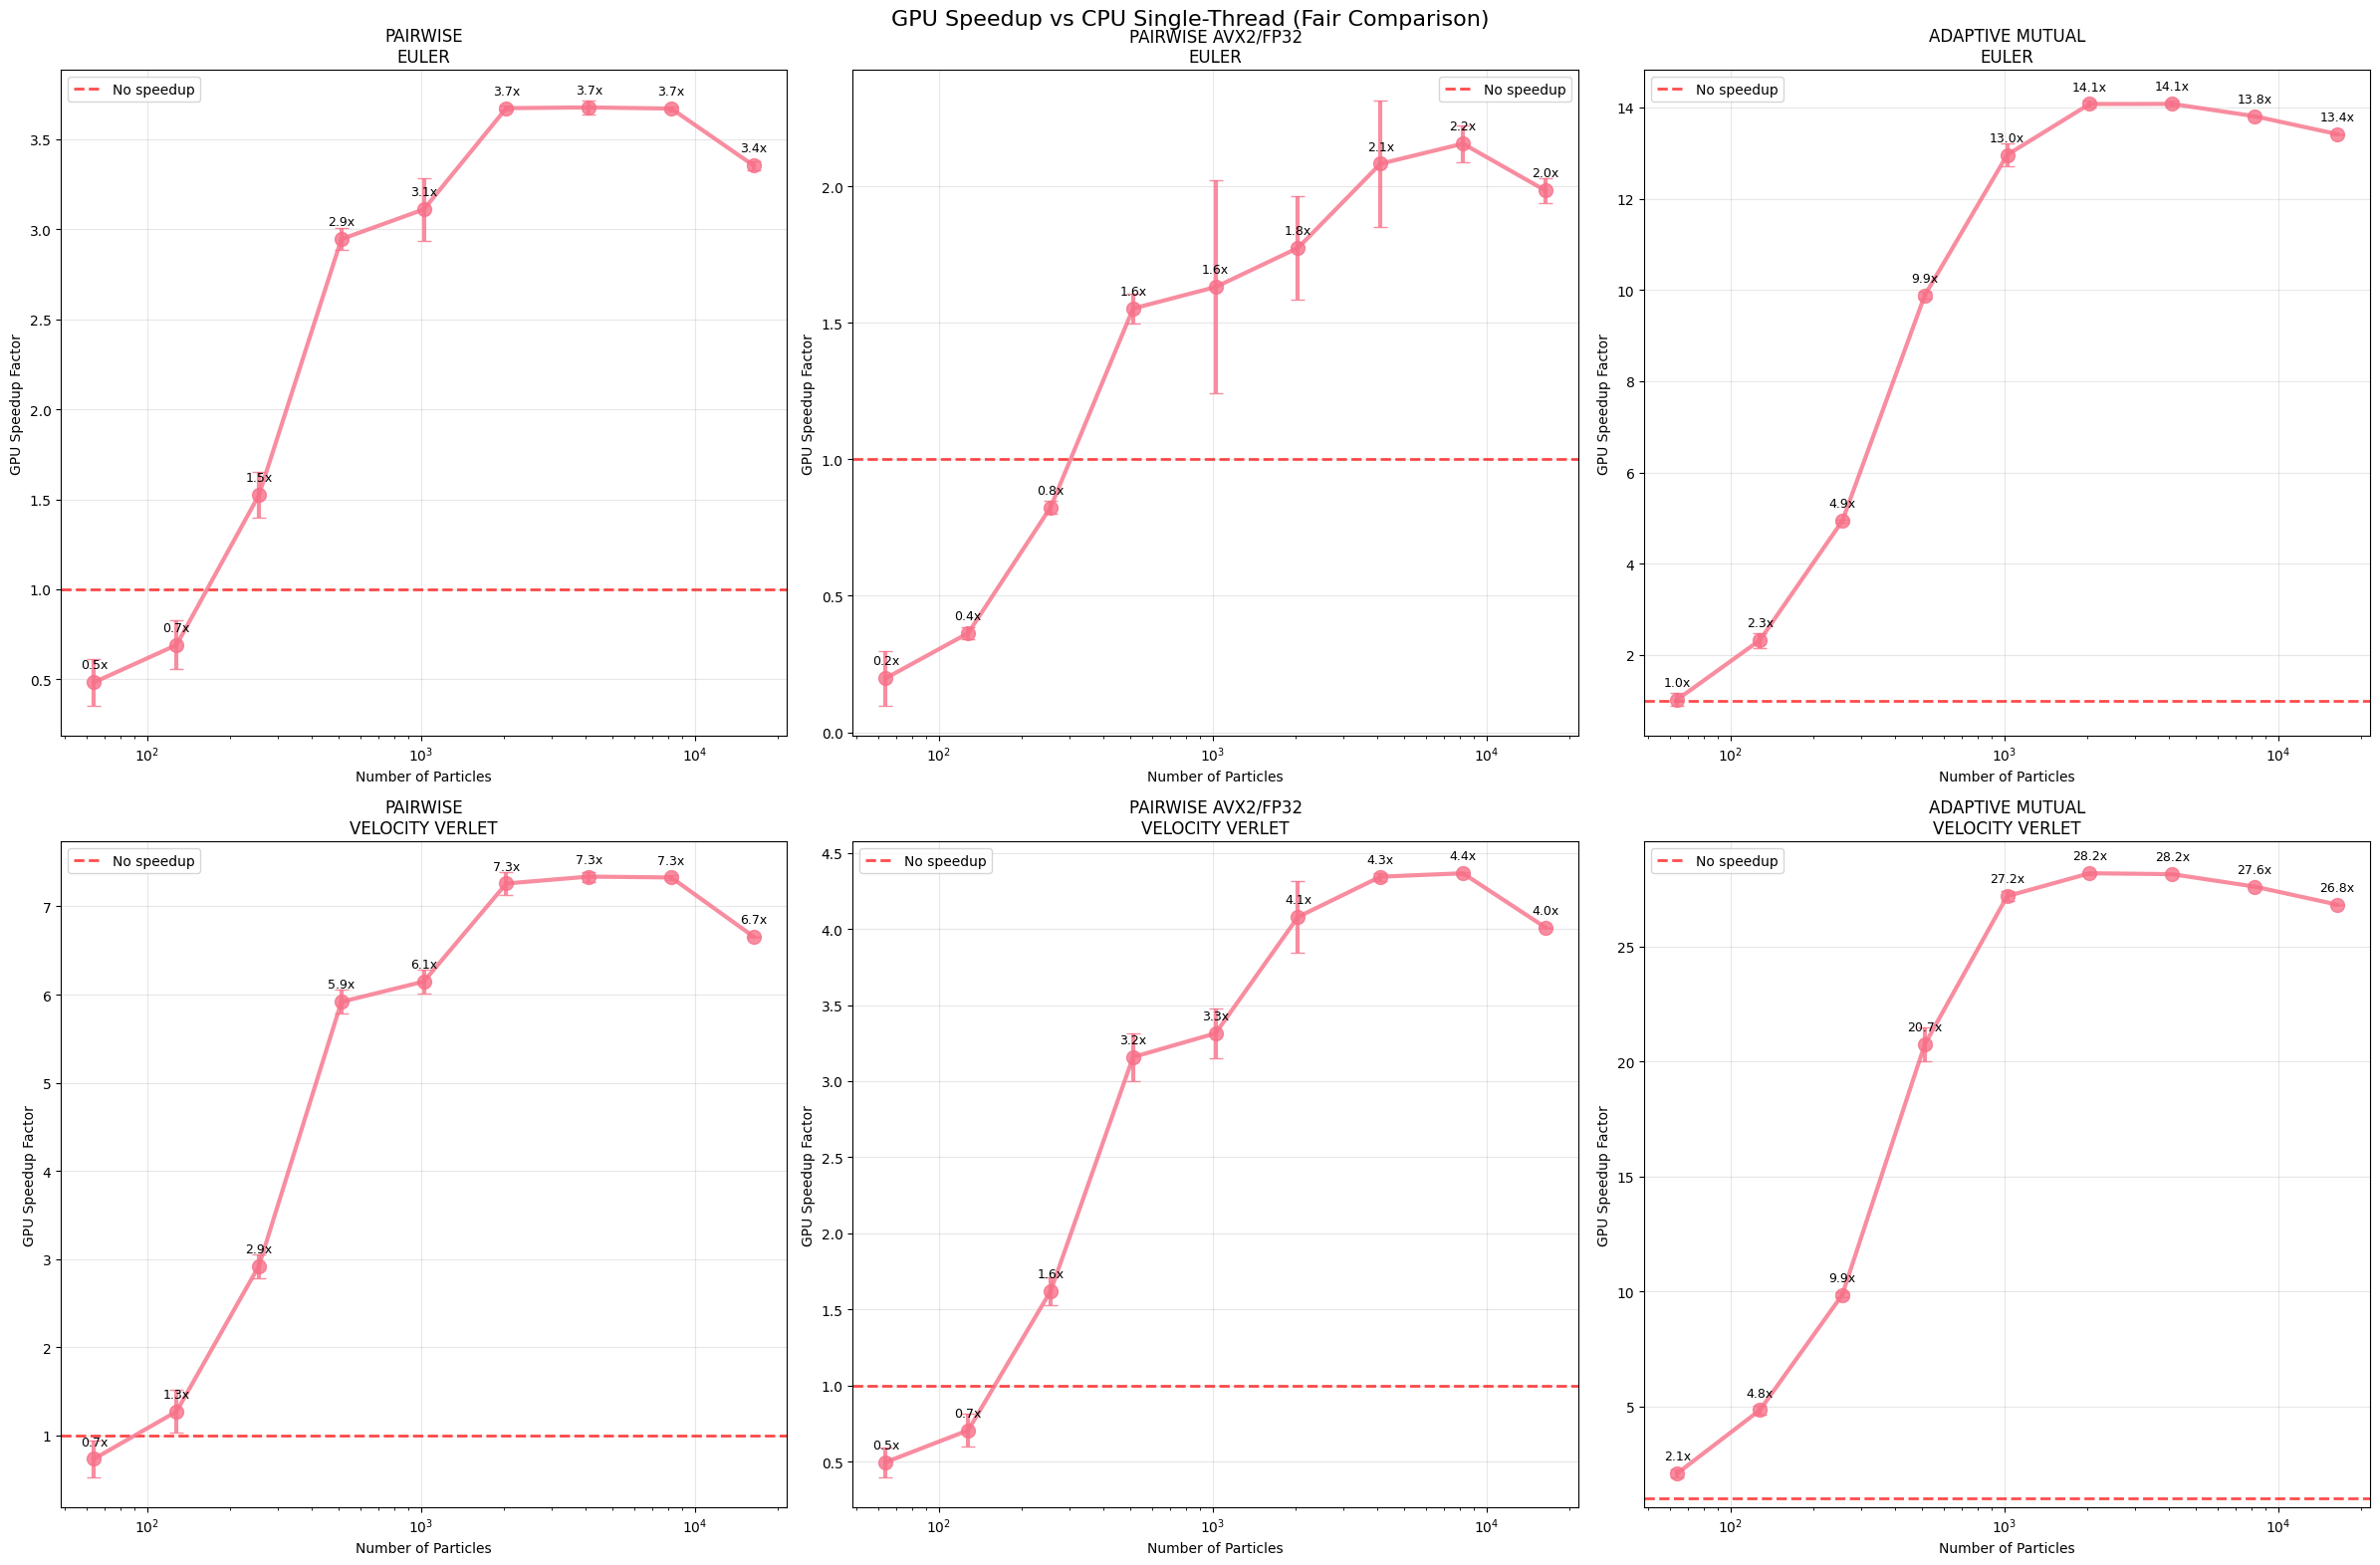 GPU Speedup vs CPU Single-Thread (Fair Comparison)
PAIRWISE
EULER
No speedup
GPU Speedup Factor
3.5
3.0
2.5
2.0
1.5
1.0
0.5
0.5x
0.7x
1.5x
2.9x
3.1x
3.7x
3.7x
3.7x
3.4x
10²
10³
10⁴
Number of Particles
PAIRWISE AVX2/FP32
EULER
No speedup
GPU Speedup Factor
2.0
1.5
1.0
0.5
0.0
0.2x
0.4x
0.8x
1.6x
1.6x
1.8x
2.1x
2.2x
2.0x
10²
10³
10⁴
Number of Particles
ADAPTIVE MUTUAL
EULER
No speedup
GPU Speedup Factor
14
12
10
8
6
4
2
1.0x
2.3x
4.9x
9.9x
13.0x
14.1x
14.1x
13.8x
13.4x
10²
10³
10⁴
Number of Particles
PAIRWISE
VELOCITY VERLET
No speedup
GPU Speedup Factor
7
6
5
4
3
2
1
0.7x
1.3x
2.9x
5.9x
6.1x
7.3x
7.3x
7.3x
6.7x
10²
10³
10⁴
Number of Particles
PAIRWISE AVX2/FP32
VELOCITY VERLET
No speedup
GPU Speedup Factor
4.5
4.0
3.5
3.0
2.5
2.0
1.5
1.0
0.5
0.5x
0.7x
1.6x
3.2x
3.3x
4.1x
4.3x
4.4x
4.0x
10²
10³
10⁴
Number of Particles
ADAPTIVE MUTUAL
VELOCITY VERLET
No speedup
GPU Speedup Factor
25
20
15
10
5
2.1x
4.8x
9.9x
20.7x
27.2x
28.2x
28.2x
27.6x
26.8x
10²
10³
10⁴
Number of Particles